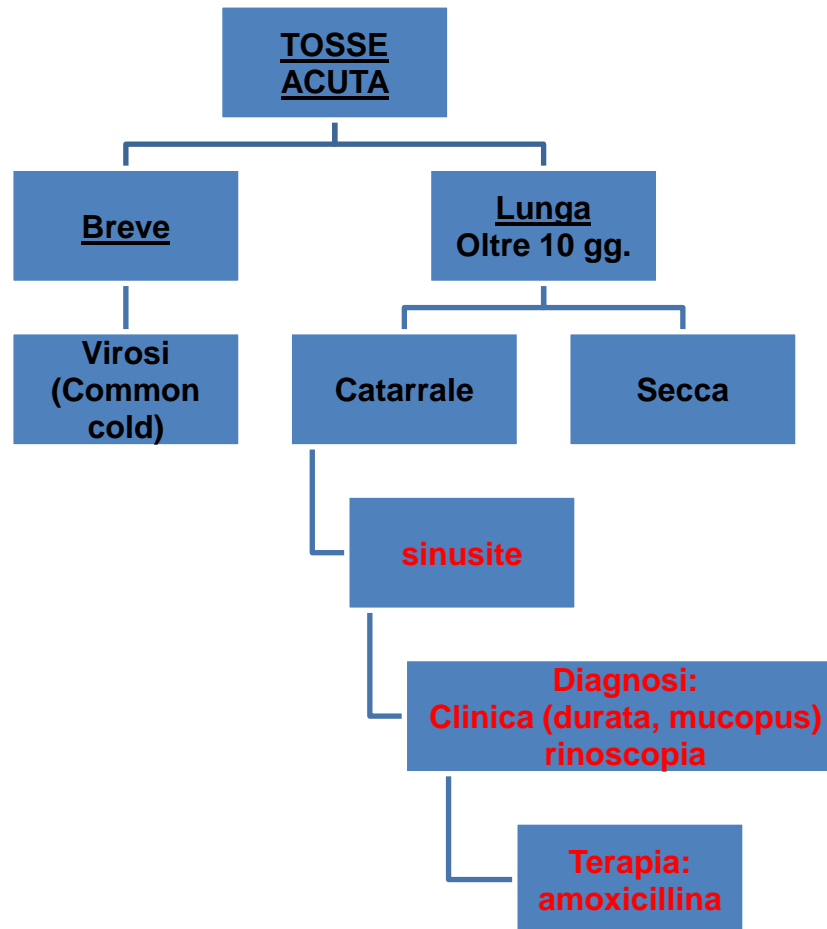 TOSSE
ACUTA
Breve
Lunga
Oltre 10 gg.
Virosi
(Common
cold)
Catarrale
Secca
sinusite
Diagnosi:
Clinica (durata, mucopus)
rinoscopia
Terapia:
amoxicillina